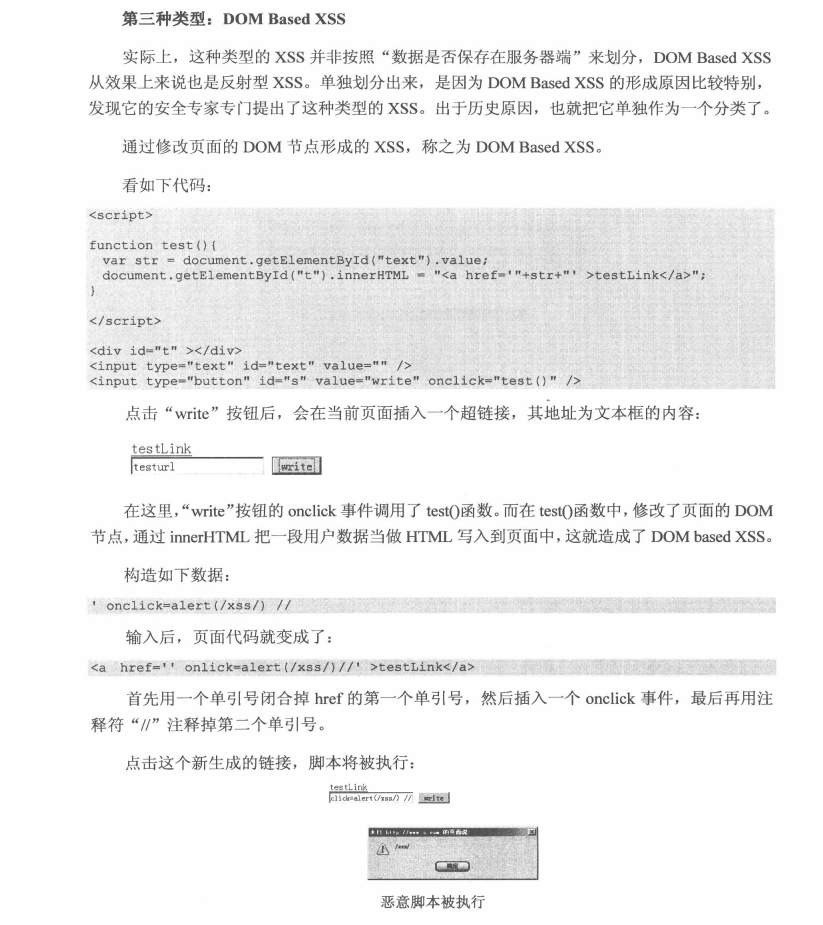 第三种类型：DOM Based XSS
实际上，这种类型的 XSS 并非按照“数据是否保存在服务器端”来划分，DOM Based XSS
从效果上来说也是反射型 XSS。单独划分出来，是因为 DOM Based XSS 的形成原因比较特别，
发现它的安全专家专门提出了这种类型的 XSS。出于历史原因，也就把它单独作为一个分类了。
通过修改页面的 DOM 节点形成的 XSS，称之为 DOM Based XSS。
看如下代码：
<script>
function test(){
var str = document.getElementById("text").value;
document.getElementById("t").innerHTML = "<a href='"+str+"' >testLink</a>";
}
</script>
<div id="t" ></div>
<input type="text" id="text" value="" />
<input type="button" id="s" value="write" onclick="test()" />
点击“write”按钮后，会在当前页面插入一个超链接，其地址为文本框的内容：
testLink
testurl write
在这里，“write”按钮的 onclick 事件调用了 test()函数。而在 test()函数中，修改了页面的 DOM
节点，通过 innerHTML 把一段用户数据当做 HTML 写入到页面中，这就造成了 DOM based XSS。
构造如下数据：
' onclick=alert(/xss/) //
输入后，页面代码就变成了：
<a href='' onlick=alert(/xss/)//' >testLink</a>
首先用一个单引号闭合掉 href 的第一个单引号，然后插入一个 onclick 事件，最后再用注
释符“//”注释掉第二个单引号。
点击这个新生成的链接，脚本将被执行：
testLink
click=alert(/xss/) // write
/xss/
确定
恶意脚本被执行